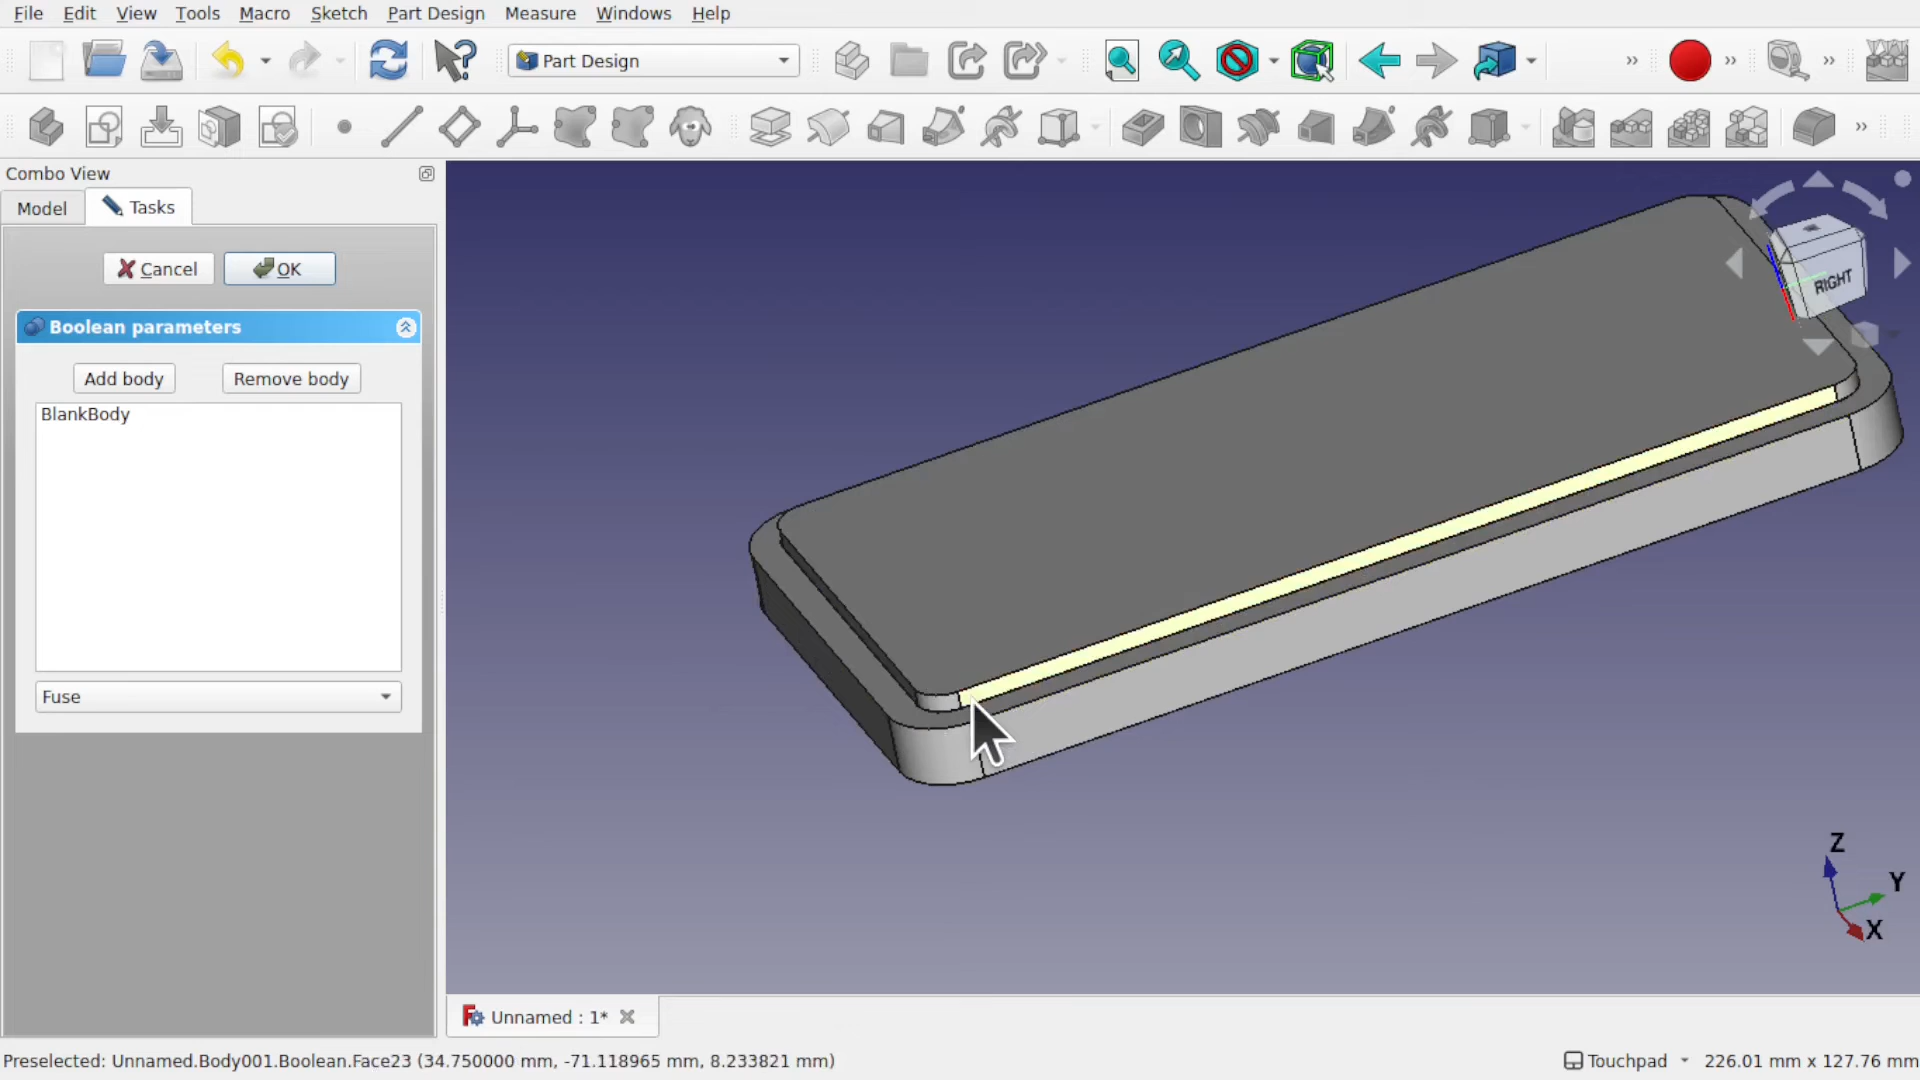 File Edit View Tools Macro Sketch Part Design Measure Windows Help
Part Design
Combo View
Model Tasks
Cancel OK
Boolean parameters
Add body Remove body
BlankBody
Fuse
RIGHT
Z
Y
X
Unnamed : 1*
Preselected: Unnamed.Body001.Boolean.Face23 (34.750000 mm, -71.118965 mm, 8.233821 mm) Touchpad 226.01 mm x 127.76 mm